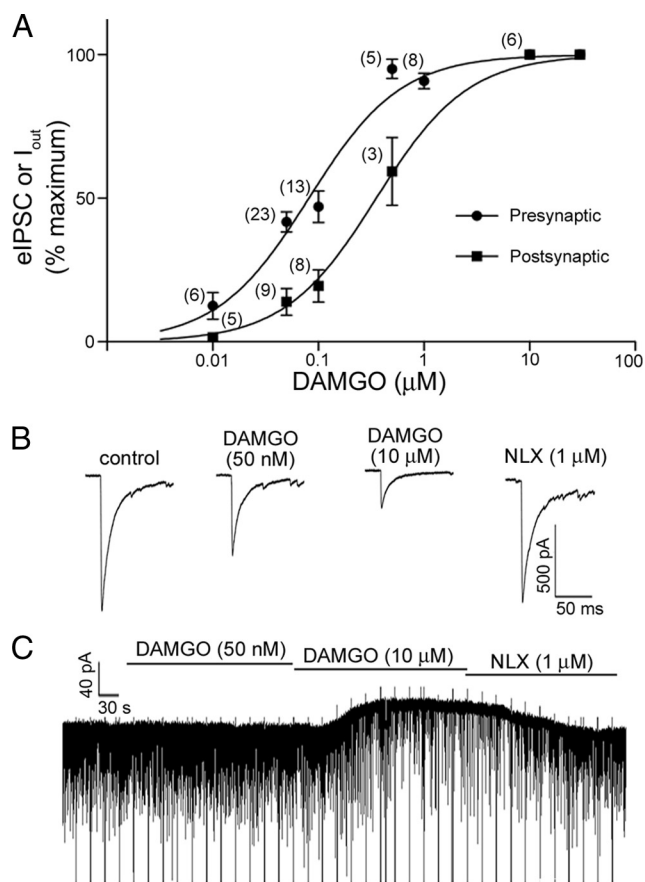 A
eIPSC or Iout
(% maximum)
100
50
0
(5)
(8)
(6)
(13)
(23)
(3)
(8)
(6)
(9)
(5)
Presynaptic
Postsynaptic
0.01
0.1
1
10
100
DAMGO (μM)
B
control
DAMGO
(50 nM)
DAMGO
(10 μM)
NLX (1 μM)
500 pA
50 ms
C
40 pA
30 s
DAMGO (50 nM)
DAMGO (10 μM)
NLX (1 μM)